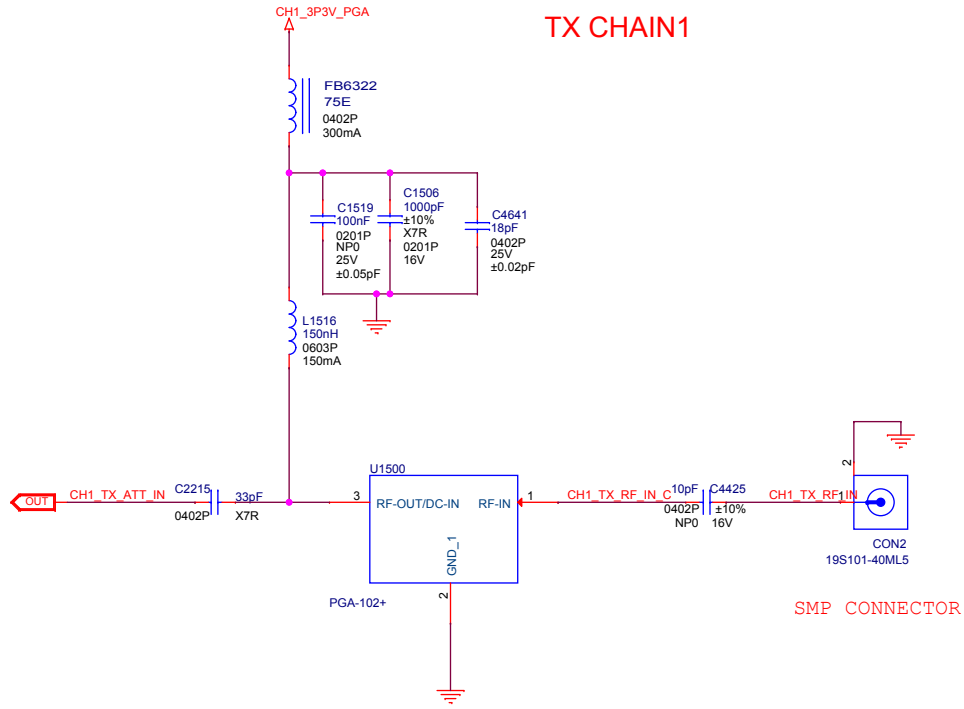 CH1_3P3V_PGA
TX CHAIN1
FB6322
75E
0402P
300mA
C1519
100nF
0201P
NP0
25V
±0.05pF
C1506
1000pF
±10%
X7R
0201P
16V
C4641
18pF
0402P
25V
±0.02pF
L1516
150nH
0603P
150mA
U1500
OUT
CH1_TX_ATT_IN
C2215
33pF
0402P
X7R
3
RF-OUT/DC-IN
RF-IN
1
GND_1
2
PGA-102+
CH1_TX_RF_IN_C
10pF
C4425
0402P
±10%
NP0
16V
CH1_TX_RF_IN
1
2
CON2
19S101-40ML5
SMP CONNECTOR